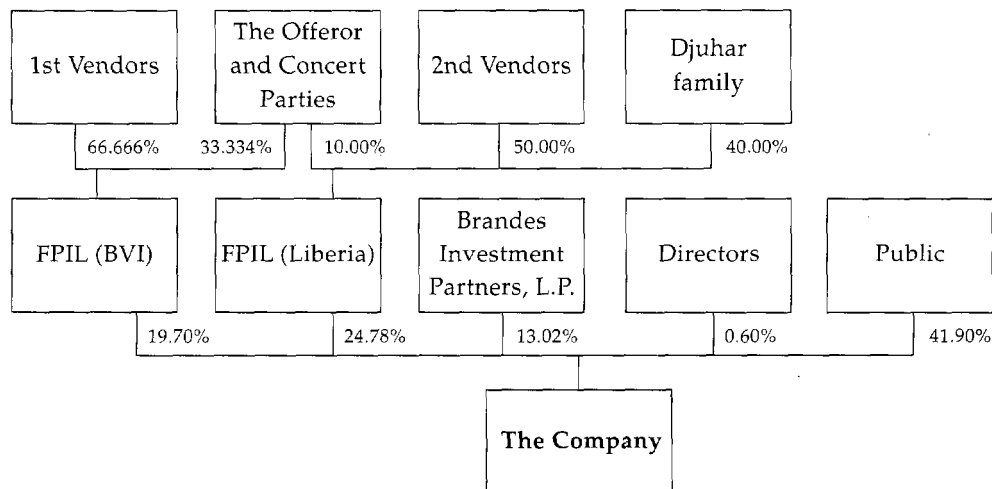 1st Vendors
The Offeror
and Concert
Parties
2nd Vendors
Djuhar
family
66.666%
33.334%
10.00%
50.00%
40.00%
FPIL (BVI)
FPIL (Liberia)
Brandes
Investment
Partners, L.P.
Directors
Public
19.70%
24.78%
13.02%
0.60%
41.90%
The Company